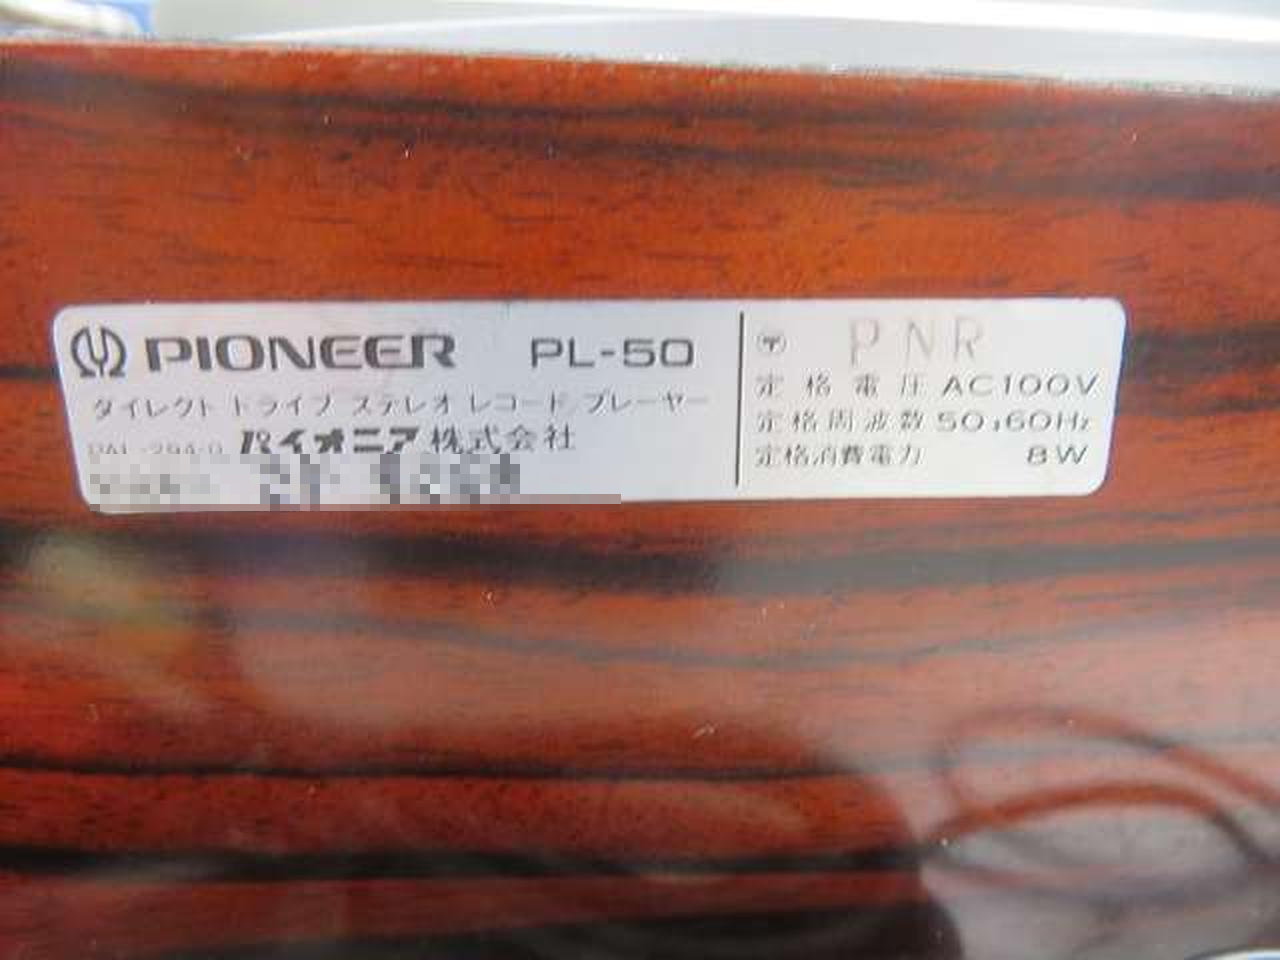 PIONEER PL-50
ダイレクト ドライブ ステレオ レコード プレーヤー
パイオニア 株式会社
PNR
定格電圧 AC100V
定格周波数 50,60Hz
定格消費電力 8W